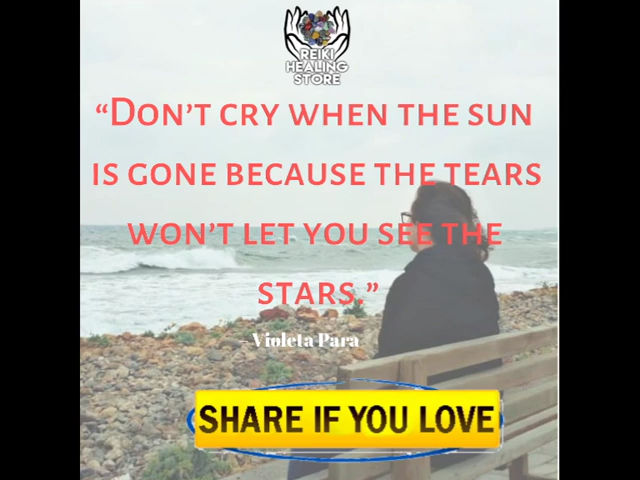 REIKI
HEALING
STORE
“DON’T CRY WHEN THE SUN
IS GONE BECAUSE THE TEARS
WON’T LET YOU SEE THE
STARS.”
– Violeta Para
SHARE IF YOU LOVE